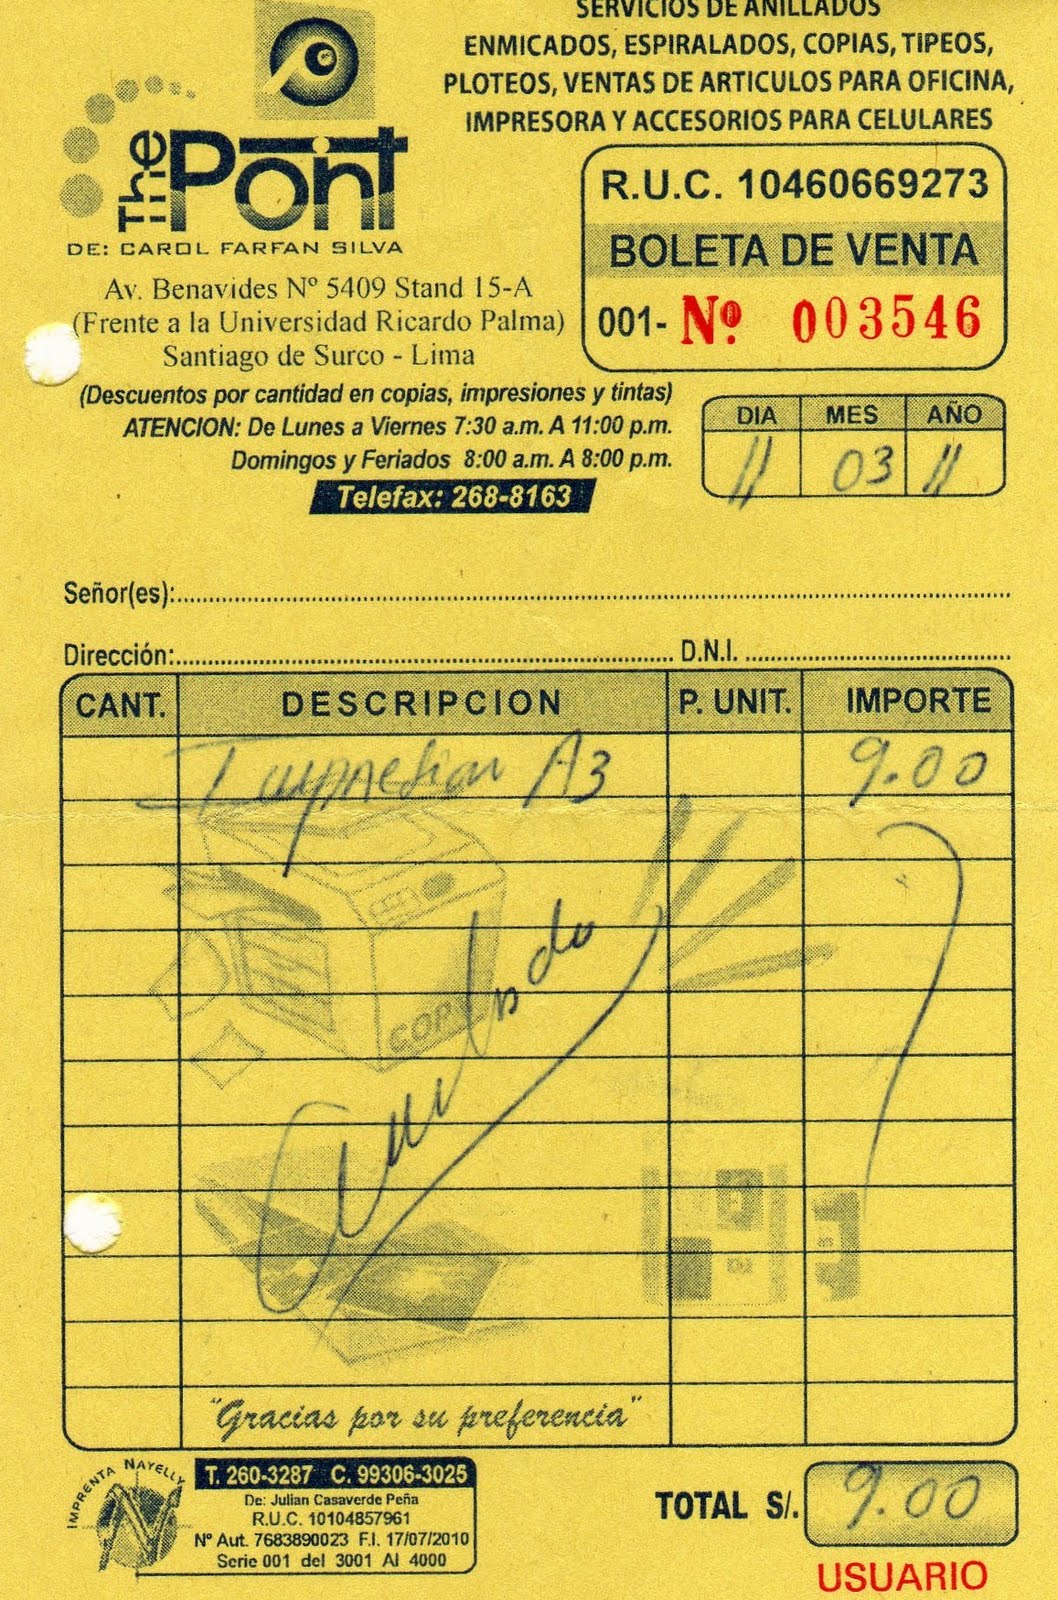 SERVICIOS DE ANILLADOS
ENMICADOS, ESPIRALADOS, COPIAS, TIPEOS,
PLOTEOS, VENTAS DE ARTICULOS PARA OFICINA,
IMPRESORA Y ACCESORIOS PARA CELULARES
The Point
DE: CAROL FARFAN SILVA
Av. Benavides Nº 5409 Stand 15-A
(Frente a la Universidad Ricardo Palma)
Santiago de Surco - Lima
(Descuentos por cantidad en copias, impresiones y tintas)
ATENCION: De Lunes a Viernes 7:30 a.m. A 11:00 p.m.
Domingos y Feriados 8:00 a.m. A 8:00 p.m.
Telefax: 268-8163
R.U.C. 10460669273
BOLETA DE VENTA
001- Nº. 003546
DIA MES AÑO
11 03 11
Señor(es):
Dirección: D.N.I.
CANT. DESCRIPCION P. UNIT. IMPORTE
Impresion A3 9.00
COPY
"Gracias por su preferencia"
IMPRENTA NAYELLY
T. 260-3287 C. 99306-3025
De: Julian Casaverde Peña
R.U.C. 10104857961
Nº Aut. 7683890023 F.I. 17/07/2010
Serie 001 del 3001 Al 4000
TOTAL S/. 9.00
USUARIO